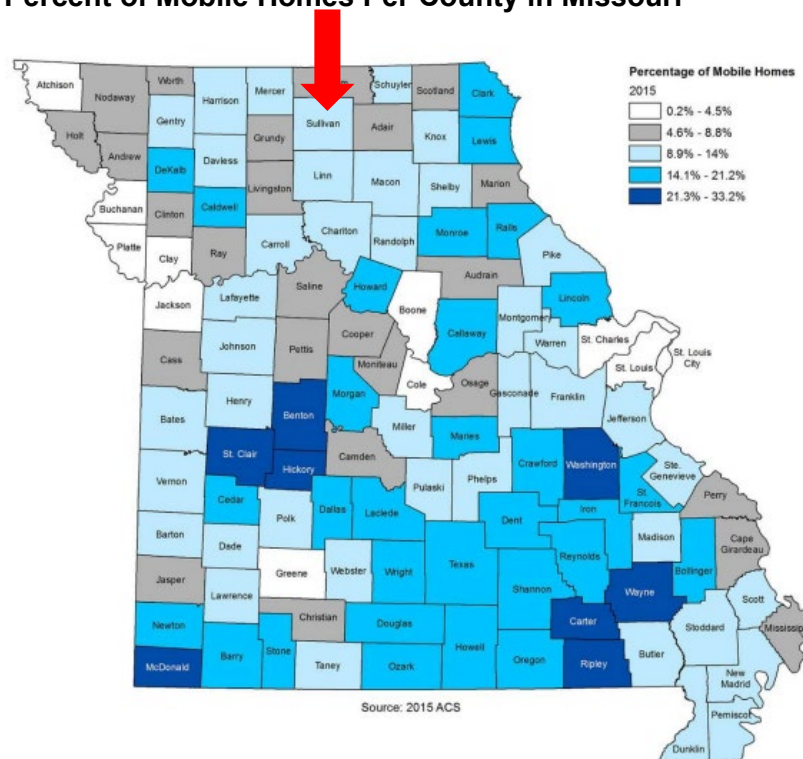 Percent of Mobile Homes Per County in Missouri
Percentage of Mobile Homes
2015
0.2% - 4.5%
4.6% - 8.8%
8.9% - 14%
14.1% - 21.2%
21.3% - 33.2%
Atchison
Nodaway
Worth
Harrison
Mercer
Schuyler
Scotland
Clark
Gentry
Sullivan
Adair
Knox
Lewis
Holt
Andrew
DeKalb
Daviess
Grundy
Linn
Macon
Shelby
Marion
Buchanan
Clinton
Caldwell
Livingston
Chariton
Randolph
Monroe
Ralls
Platte
Clay
Ray
Carroll
Pike
Audrain
Jackson
Lafayette
Saline
Howard
Boone
Callaway
Montgomery
Lincoln
Cass
Johnson
Pettis
Cooper
Moniteau
Cole
Osage
Gasconade
Warren
St. Charles
St. Louis
St. Louis
City
Franklin
Jefferson
Bates
Henry
Benton
Morgan
Miller
Maries
St. Clair
Hickory
Camden
Pulaski
Phelps
Crawford
Washington
Ste.
Genevieve
St.
Francois
Perry
Vernon
Cedar
Polk
Dallas
Laclede
Dent
Iron
Madison
Cape
Girardeau
Barton
Dade
Greene
Webster
Wright
Texas
Reynolds
Bollinger
Jasper
Lawrence
Christian
Douglas
Shannon
Wayne
Scott
Stoddard
Newton
Barry
Stone
Taney
Ozark
Howell
Oregon
Carter
Ripley
Butler
McDonald
Mississip
New
Madrid
Pemiscot
Dunklin
Source: 2015 ACS